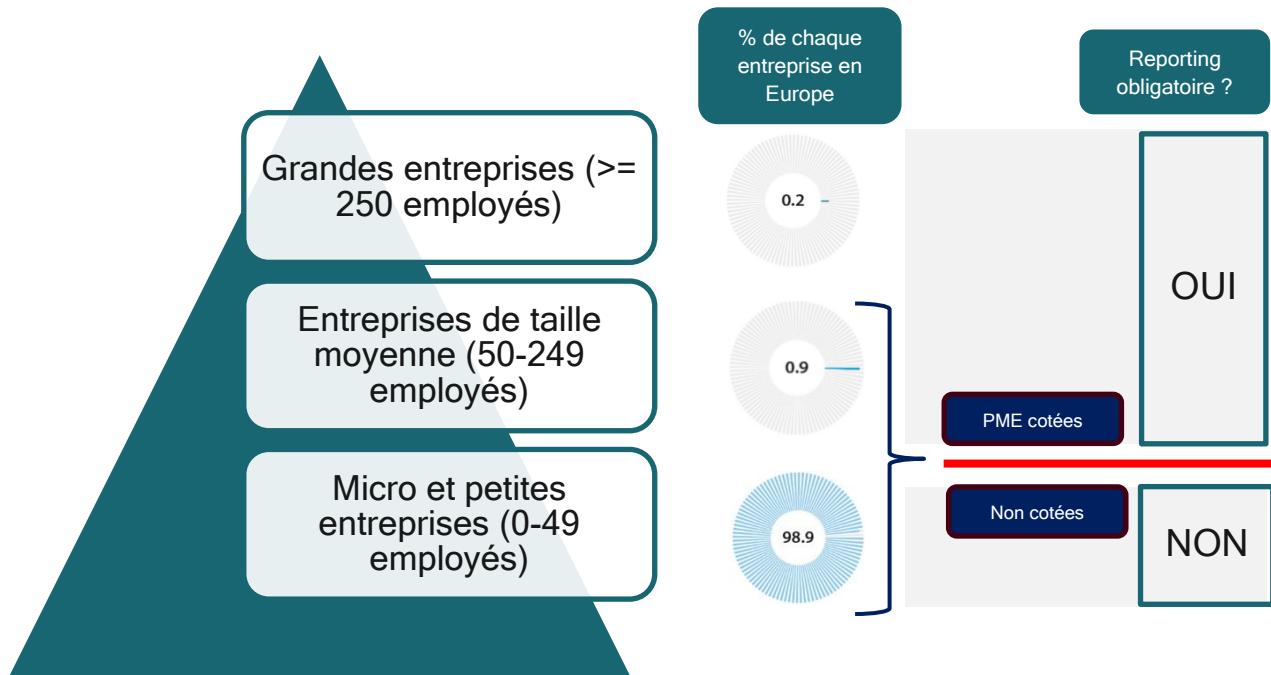 % de chaque
entreprise en
Europe
Reporting
obligatoire ?
Grandes entreprises (>=
250 employés)
0.2
OUI
Entreprises de taille
moyenne (50-249
employés)
0.9
PME cotées
Micro et petites
entreprises (0-49
employés)
98.9
Non cotées
NON